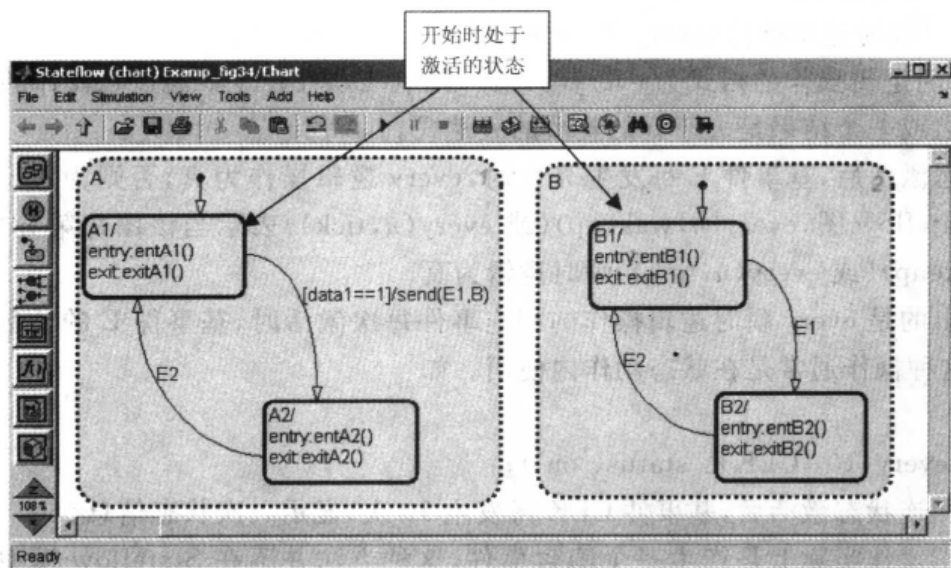 开始时处于
激活的状态
Stateflow (chart) Examp_fig34/Chart
File Edit Simulation View Tools Add Help
A
A1/
entry:entA1()
exit:exitA1()
[data1==1]/send(E1,B)
E2
A2/
entry:entA2()
exit:exitA2()
B
2
B1/
entry:entB1()
exit:exitB1()
E1
E2
B2/
entry:entB2()
exit:exitB2()
108%
Ready